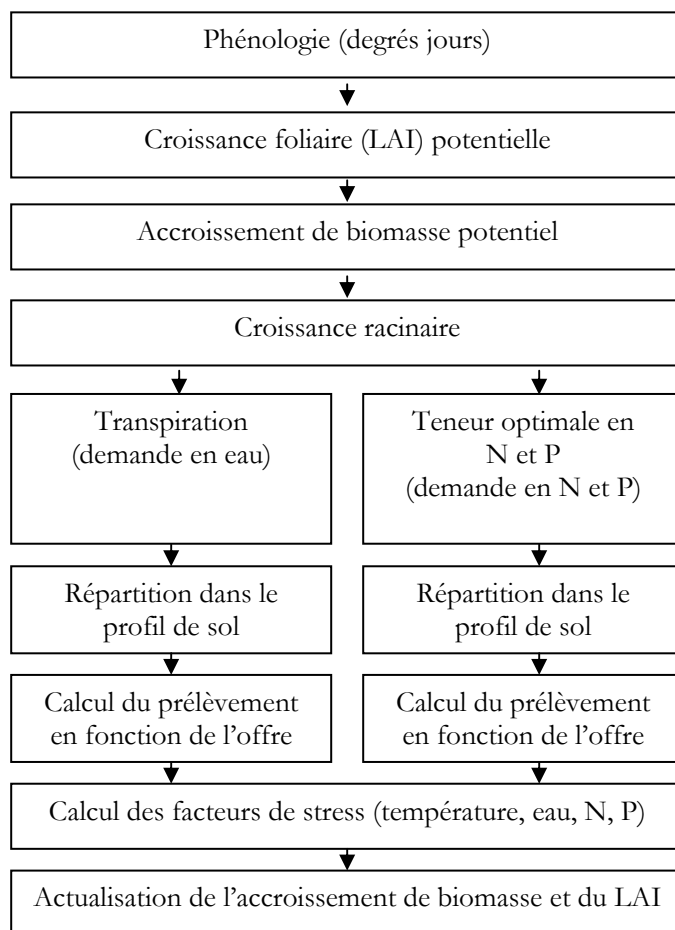 Phénologie (degrés jours)
Croissance foliaire (LAI) potentielle
Accroissement de biomasse potentiel
Croissance racinaire
Transpiration
(demande en eau)
Teneur optimale en
N et P
(demande en N et P)
Répartition dans le
profil de sol
Répartition dans le
profil de sol
Calcul du prélèvement
en fonction de l'offre
Calcul du prélèvement
en fonction de l'offre
Calcul des facteurs de stress (température, eau, N, P)
Actualisation de l'accroissement de biomasse et du LAI